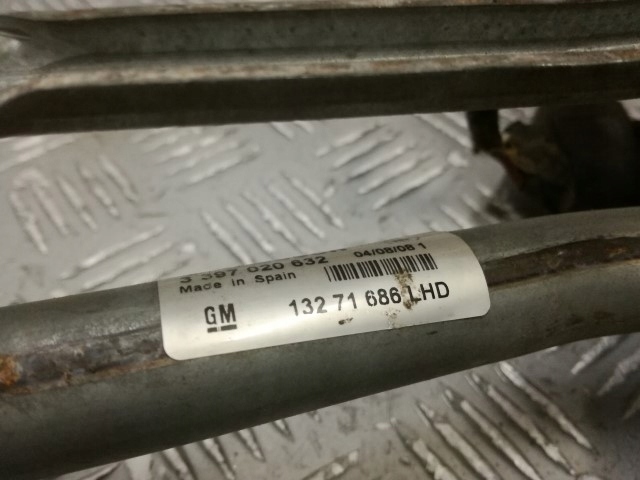 3 397 020 632 04/08/08 1
Made in Spain
GM 132 71 686 LHD